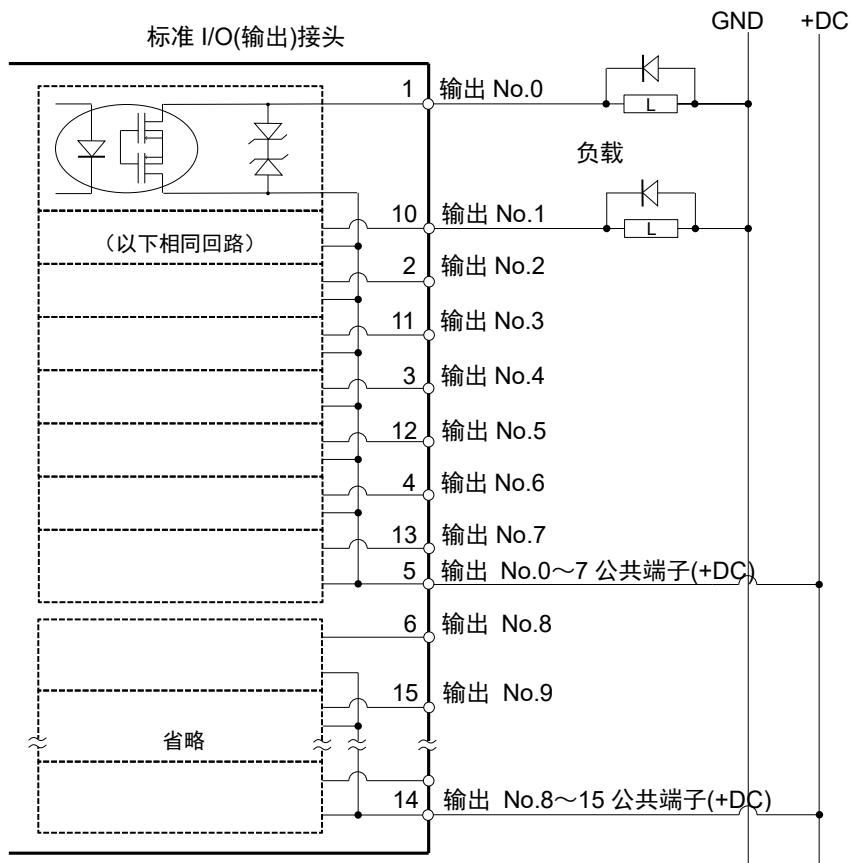 标准 I/O(输出)接头
GND +DC
1 输出 No.0
L
负载
10 输出 No.1
L
（以下相同回路）
2 输出 No.2
11 输出 No.3
3 输出 No.4
12 输出 No.5
4 输出 No.6
13 输出 No.7
5 输出 No.0～7 公共端子(+DC)
6 输出 No.8
15 输出 No.9
省略
14 输出 No.8～15 公共端子(+DC)